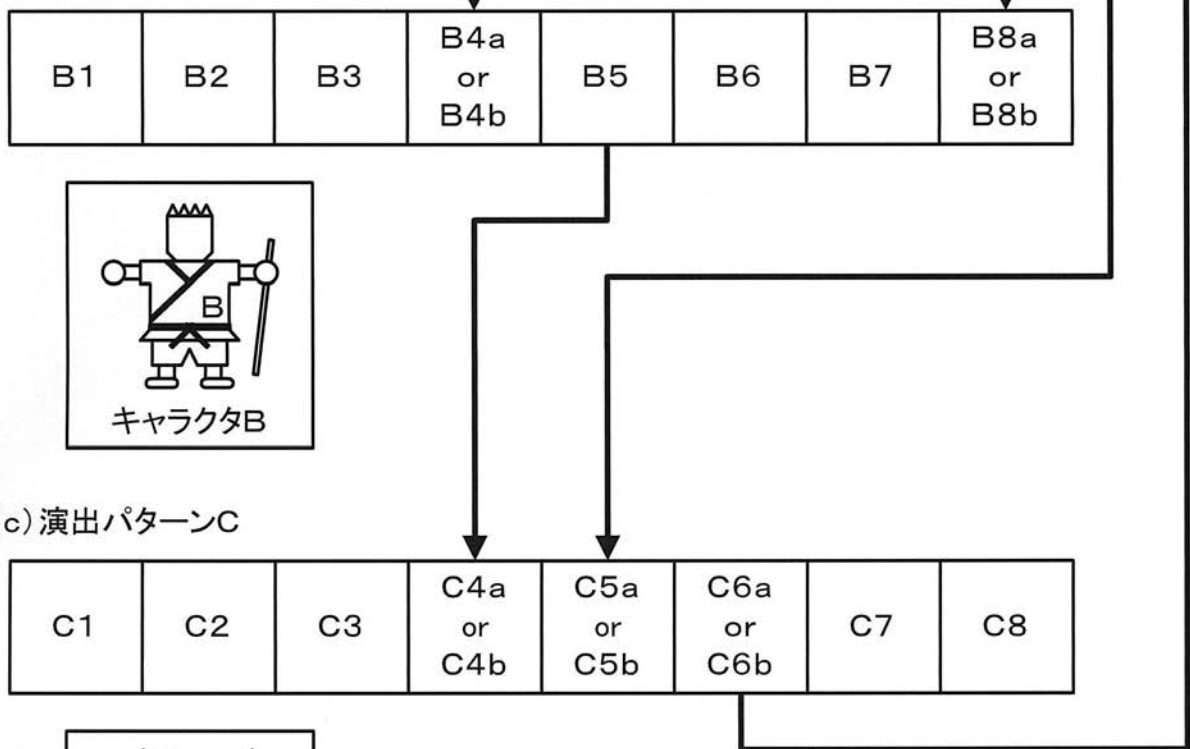 B1
B2
B3
B4a
or
B4b
B5
B6
B7
B8a
or
B8b
B
キャラクタB
c)演出パターンC
C1
C2
C3
C4a
or
C4b
C5a
or
C5b
C6a
or
C6b
C7
C8